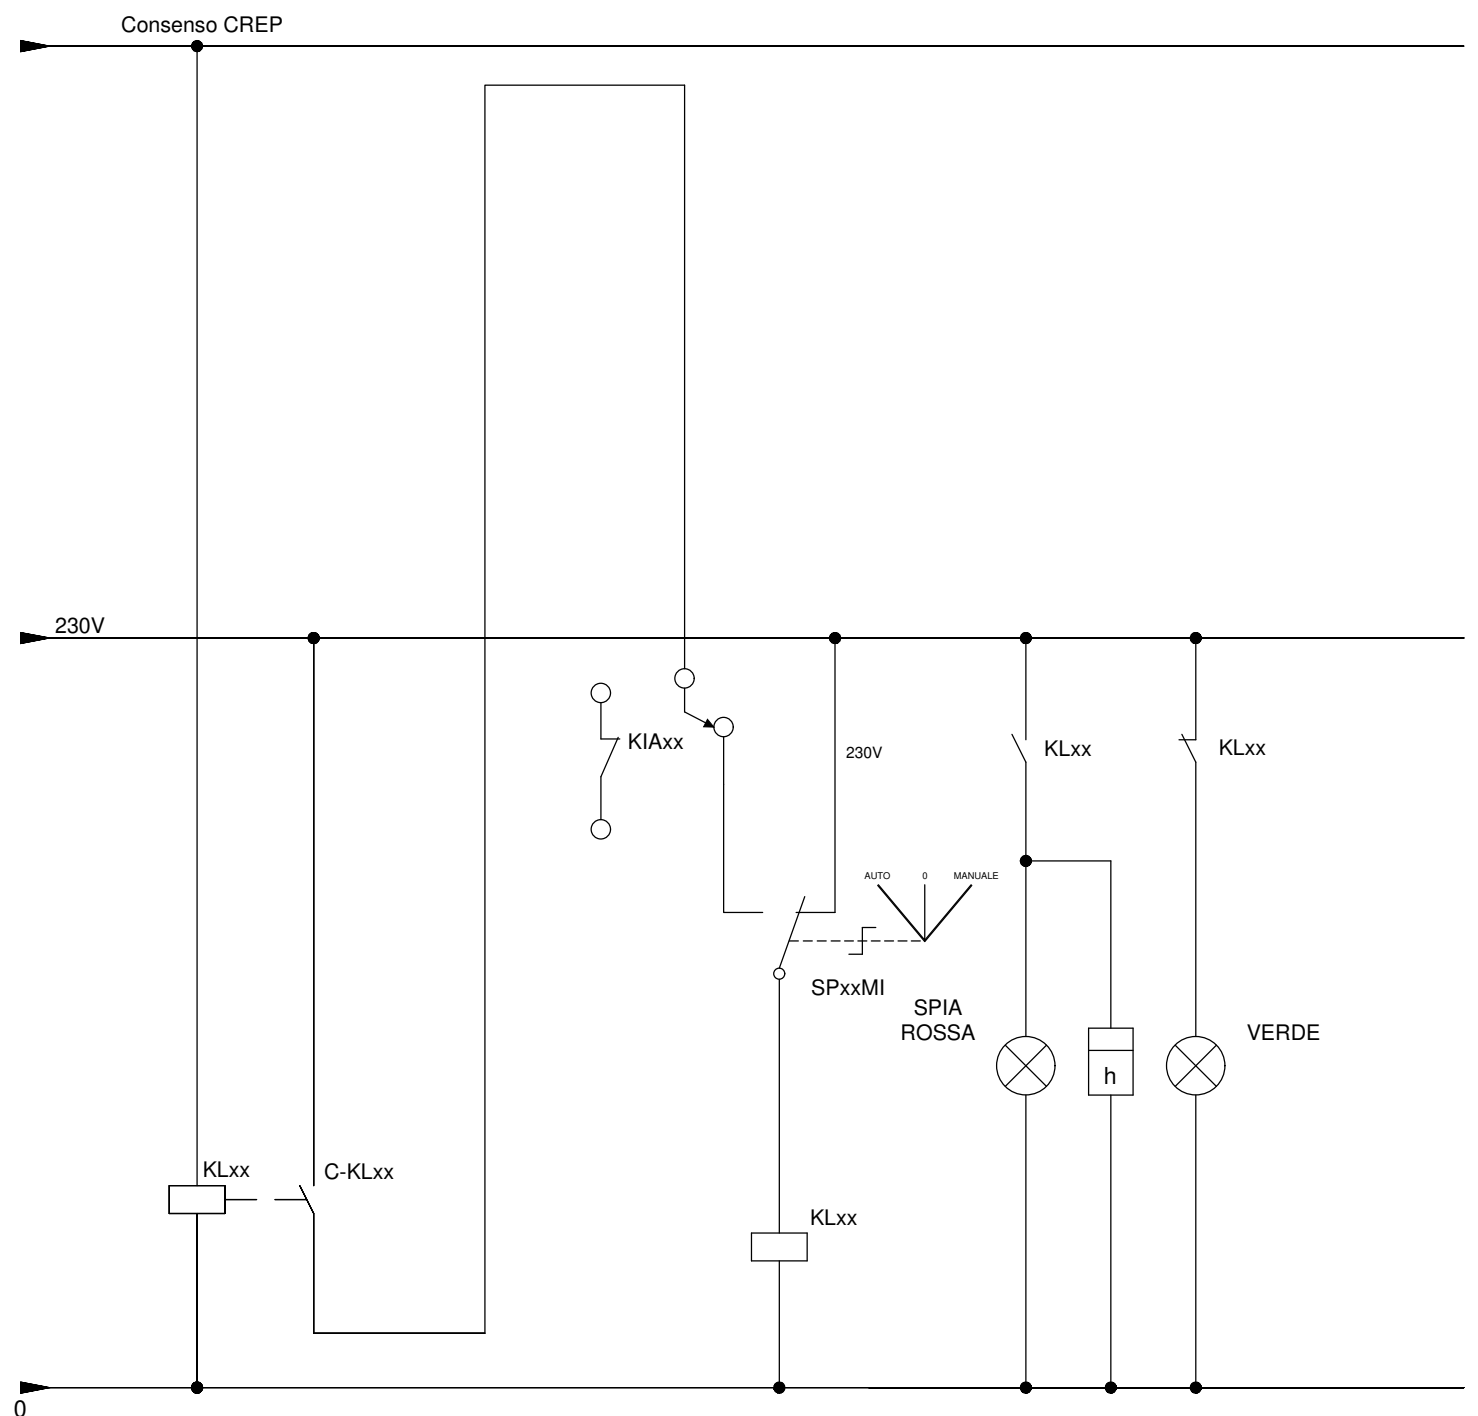 Consenso CREP
230V
KIAxx
230V
KLxx
KLxx
AUTO 0 MANUALE
SPxxMI
SPIA
ROSSA
VERDE
h
KLxx
C-KLxx
KLxx
0